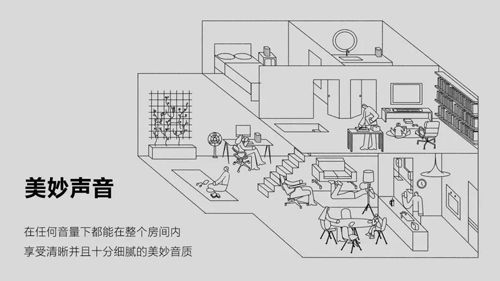 美妙声音
在任何音量下都能在整个房间内
享受清晰并且十分细腻的美妙音质